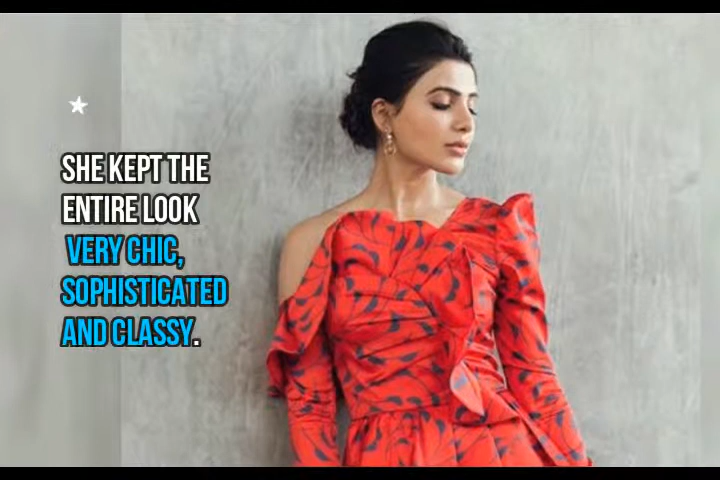 SHE KEPT THE
ENTIRE LOOK
VERY CHIC,
SOPHISTICATED
AND CLASSY.